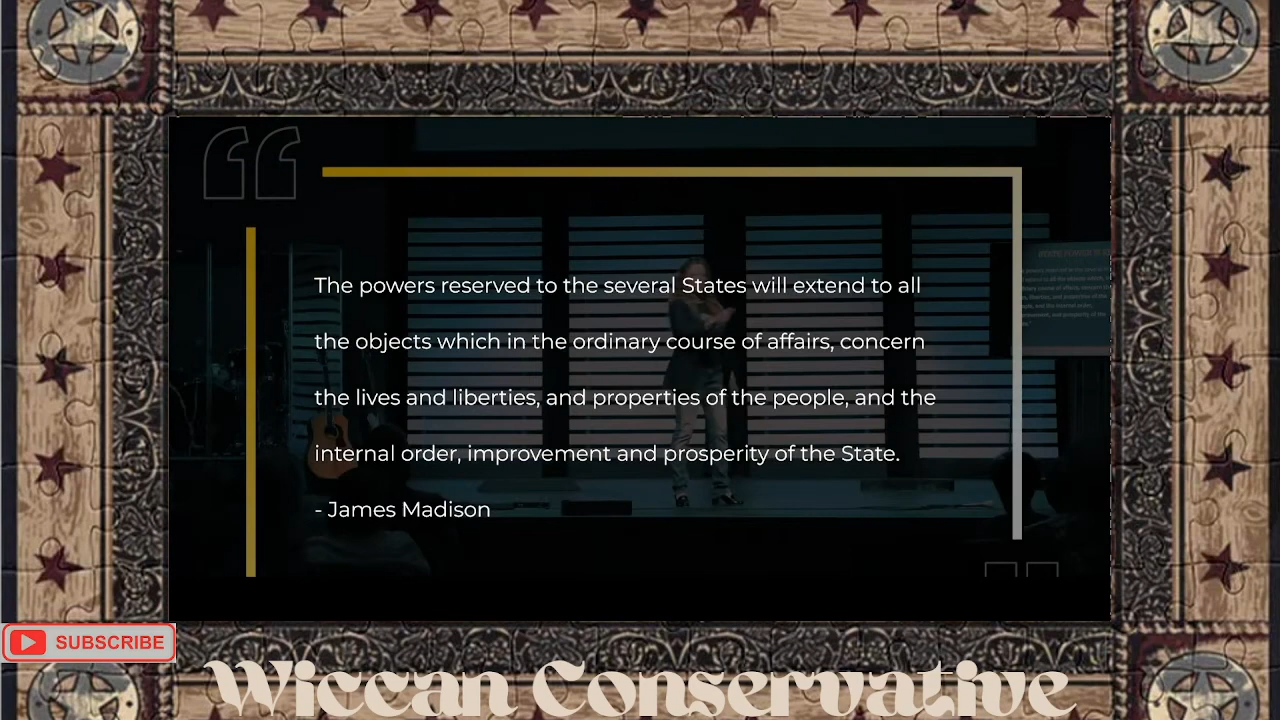 The powers reserved to the several States will extend to all
the objects which in the ordinary course of affairs, concern
the lives and liberties, and properties of the people, and the
internal order, improvement and prosperity of the State.
- James Madison
SUBSCRIBE
Wiccan Conservative